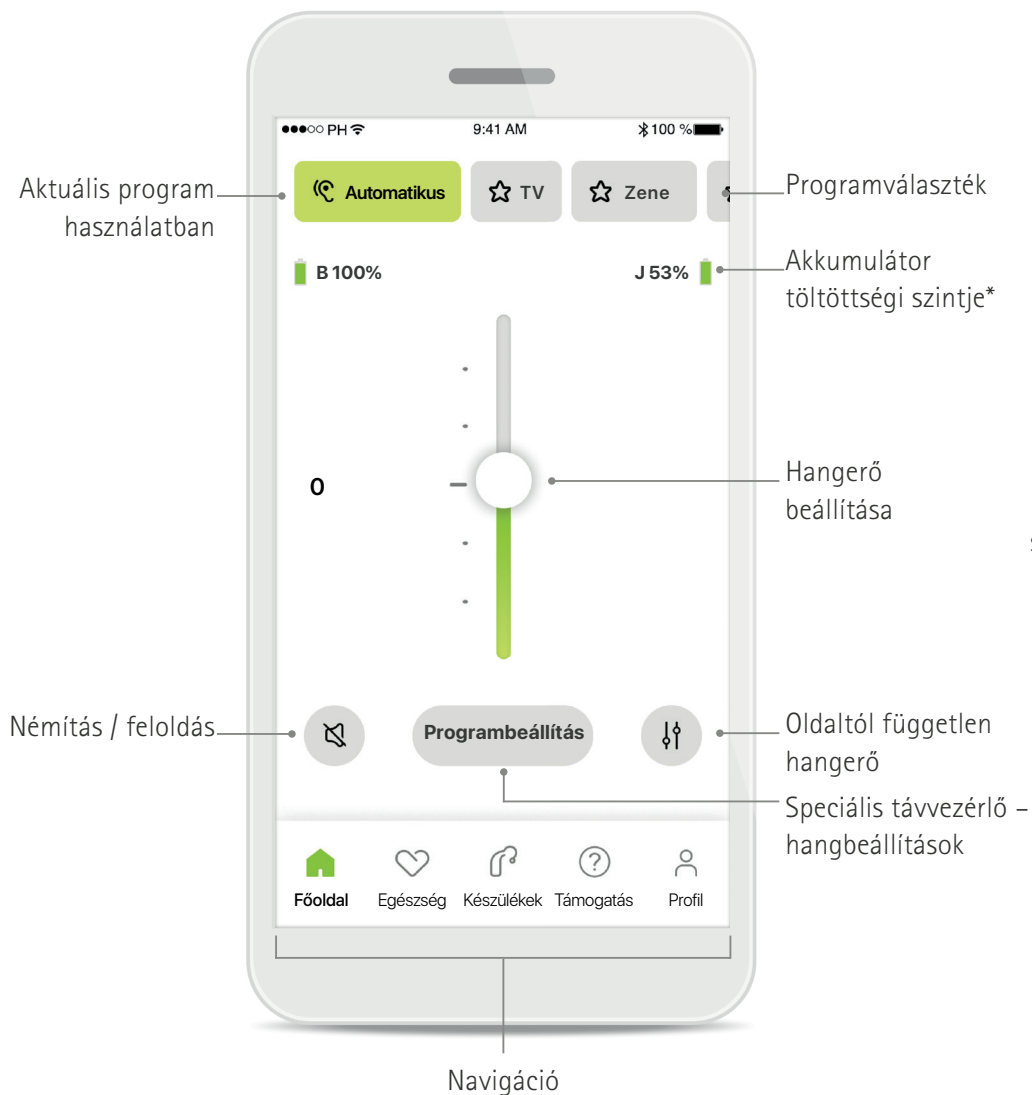 PH 9:41 AM 100 %
Automatikus TV Zene
Aktuális program
használatban
Programválaszték
B 100% J 53%
Akkumulátor
töltöttségi szintje*
0
Hangerő
beállítása
Némítás / feloldás
Programbeállítás
Oldaltól független
hangerő
Speciális távvezérlő –
hangbeállítások
Főoldal Egészség Készülékek Támogatás Profil
Navigáció